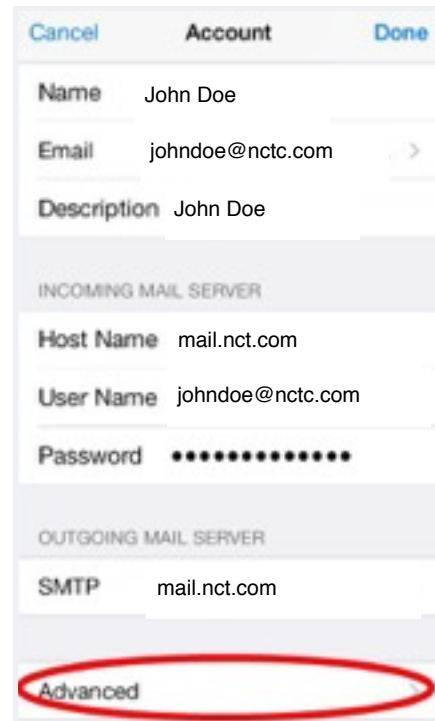 Cancel Account Done
Name John Doe
Email johndoe@nctc.com >
Description John Doe
INCOMING MAIL SERVER
Host Name mail.nct.com
User Name johndoe@nctc.com
Password •••••••••••••
OUTGOING MAIL SERVER
SMTP mail.nct.com
Advanced >